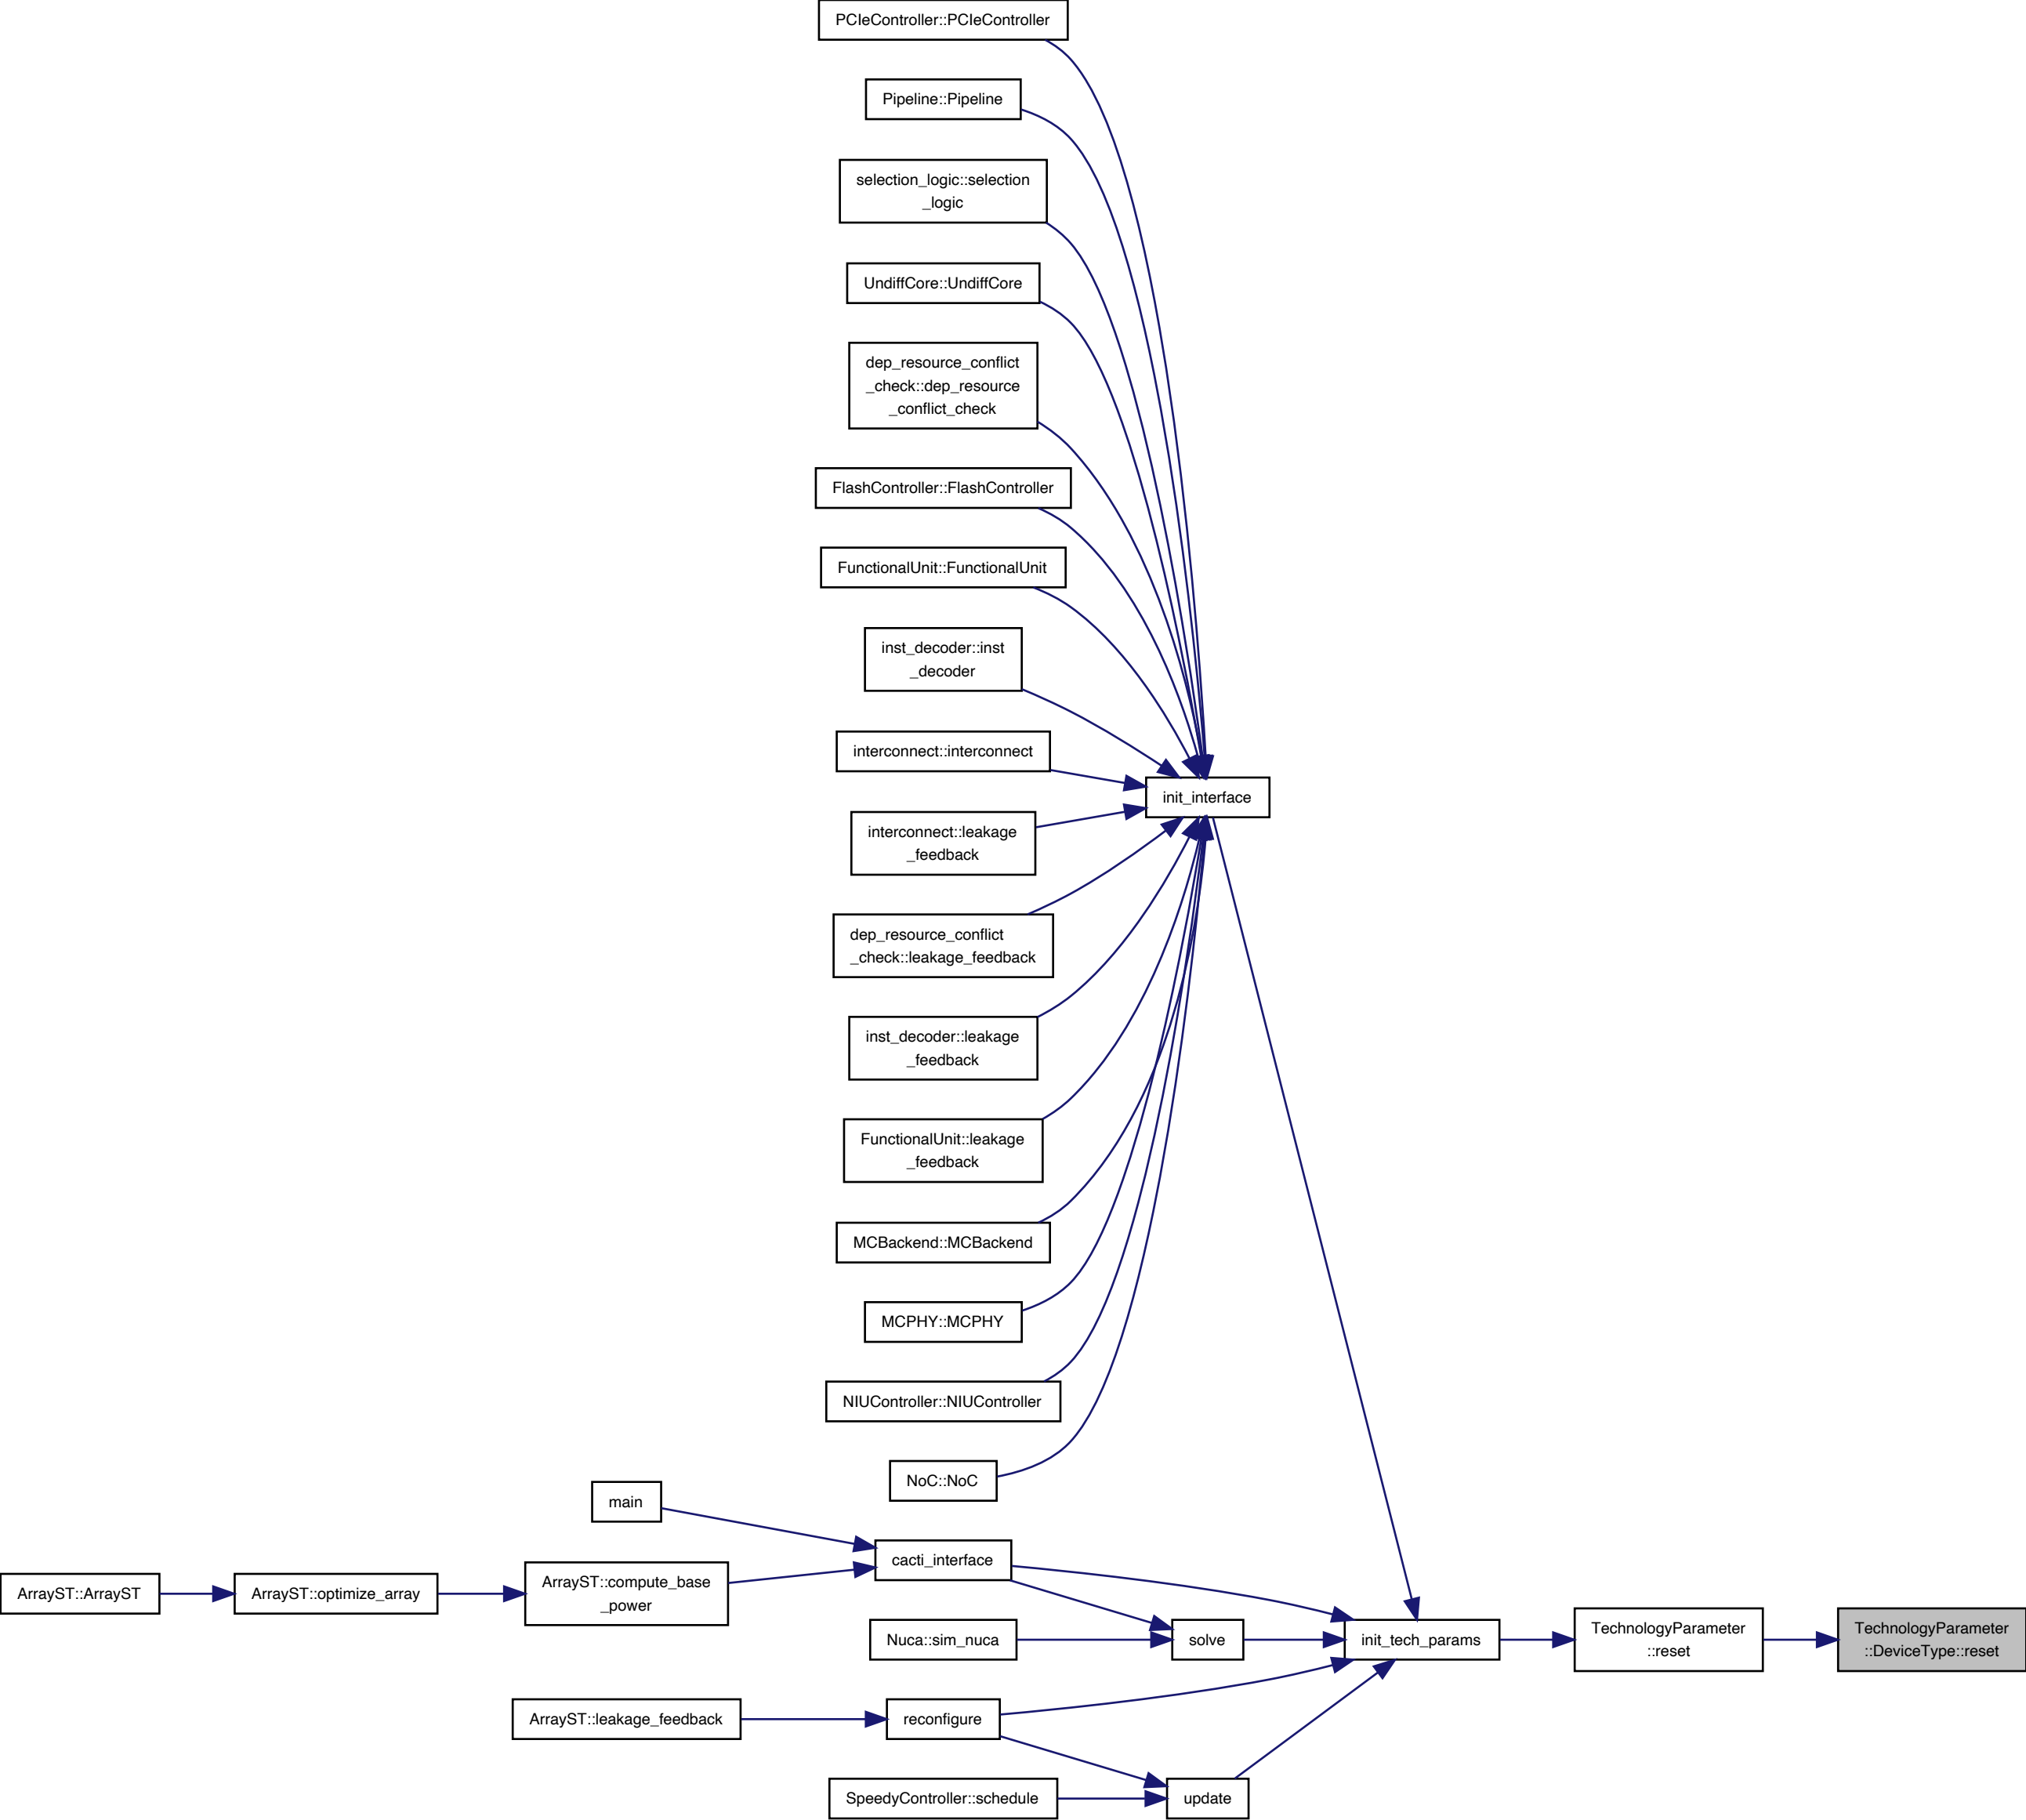 PCIeController::PCIeController
Pipeline::Pipeline
selection_logic::selection
_logic
UndiffCore::UndiffCore
dep_resource_conflict
_check::dep_resource
_conflict_check
FlashController::FlashController
FunctionalUnit::FunctionalUnit
inst_decoder::inst
_decoder
interconnect::interconnect
init_interface
interconnect::leakage
_feedback
dep_resource_conflict
_check::leakage_feedback
inst_decoder::leakage
_feedback
FunctionalUnit::leakage
_feedback
MCBackend::MCBackend
MCPHY::MCPHY
NIUController::NIUController
NoC::NoC
main
cacti_interface
ArrayST::ArrayST
ArrayST::optimize_array
ArrayST::compute_base
_power
Nuca::sim_nuca
solve
init_tech_params
TechnologyParameter
::reset
TechnologyParameter
::DeviceType::reset
ArrayST::leakage_feedback
reconfigure
SpeedyController::schedule
update